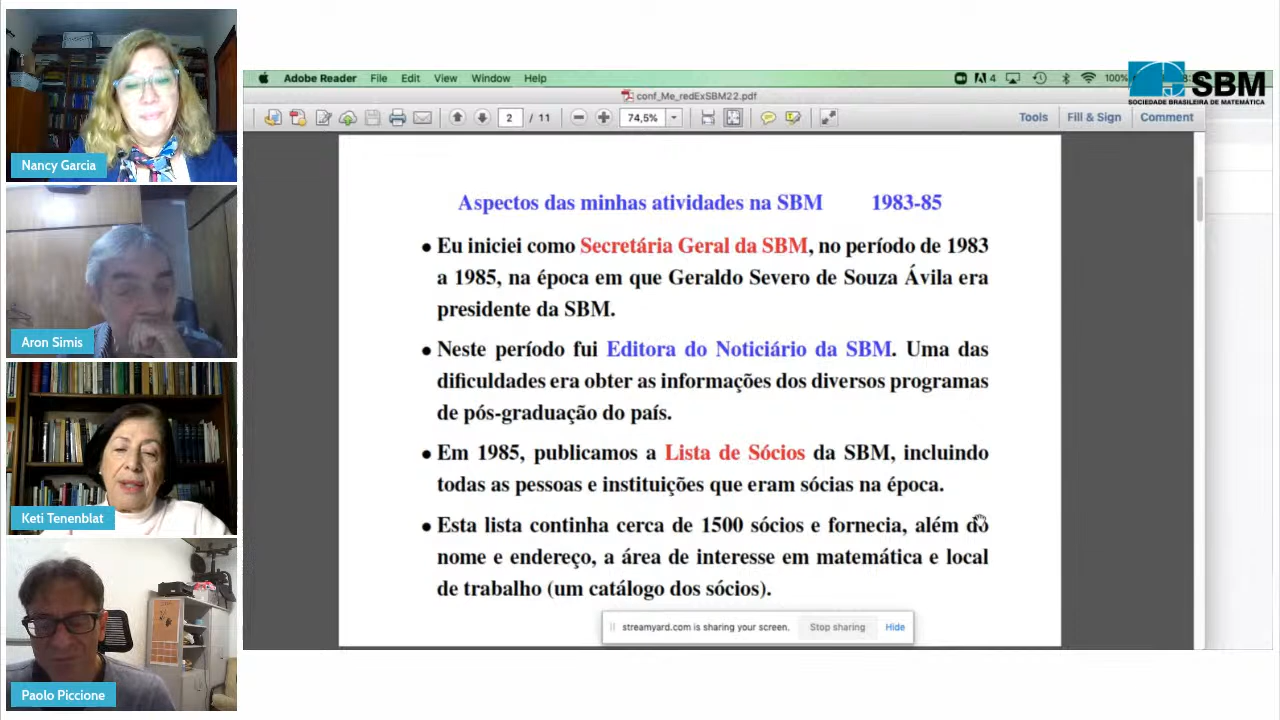 Nancy Garcia
Aron Simis
Keti Tenenblat
Paolo Piccione
Adobe Reader File Edit View Window Help
4
100%
SBM
SOCIEDADE BRASILEIRA DE MATEMÁTICA
conf_Me_redExSBM22.pdf
2 / 11 74,5% Tools Fill & Sign Comment
Aspectos das minhas atividades na SBM 1983-85
• Eu iniciei como Secretária Geral da SBM, no período de 1983
a 1985, na época em que Geraldo Severo de Souza Ávila era
presidente da SBM.
• Neste período fui Editora do Noticiário da SBM. Uma das
dificuldades era obter as informações dos diversos programas
de pós-graduação do país.
• Em 1985, publicamos a Lista de Sócios da SBM, incluindo
todas as pessoas e instituições que eram sócias na época.
• Esta lista continha cerca de 1500 sócios e fornecia, além do
nome e endereço, a área de interesse em matemática e local
de trabalho (um catálogo dos sócios).
streamyard.com is sharing your screen. Stop sharing Hide